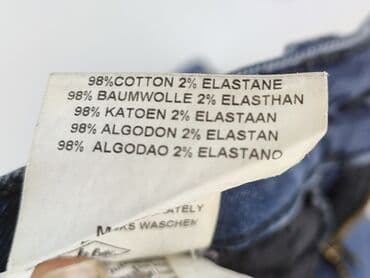 98%COTTON 2% ELASTANE
98% BAUMWOLLE 2% ELASTHAN
98% KATOEN 2% ELASTAAN
98% ALGODON 2% ELASTAN
98% ALGODAO 2% ELASTANO
WASCHEN